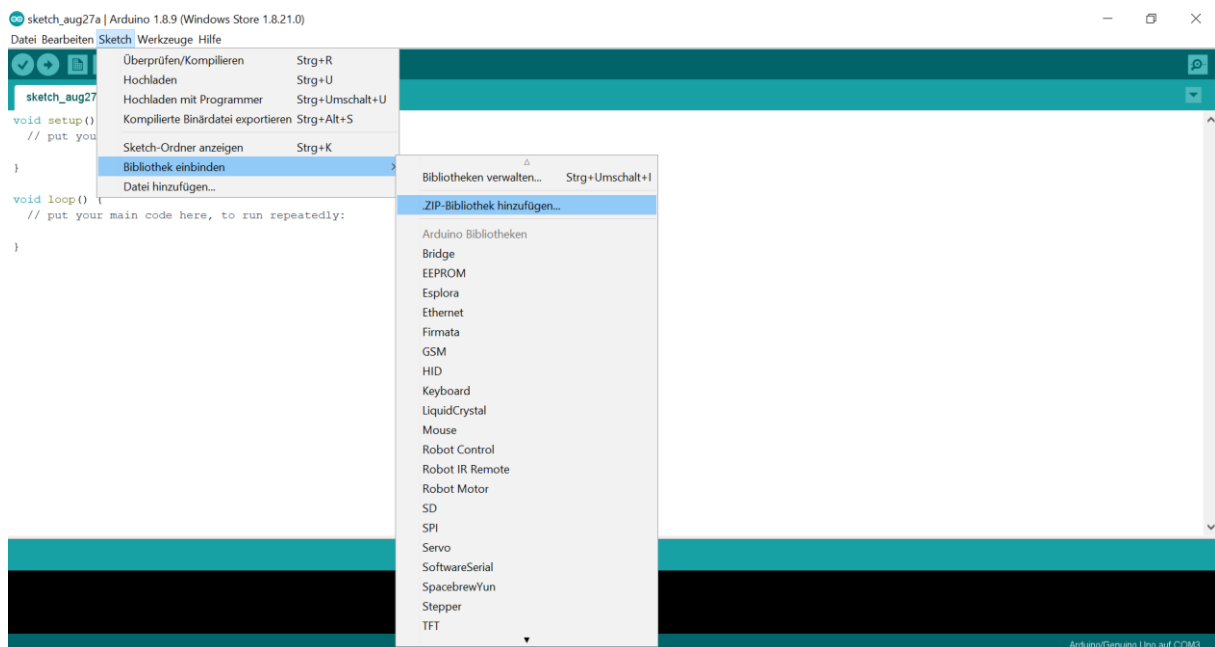 sketch_aug27a | Arduino 1.8.9 (Windows Store 1.8.21.0)
Datei Bearbeiten Sketch Werkzeuge Hilfe
Überprüfen/Kompilieren Strg+R
Hochladen Strg+U
Hochladen mit Programmer Strg+Umschalt+U
Kompilierte Binärdatei exportieren Strg+Alt+S
Sketch-Ordner anzeigen Strg+K
Bibliothek einbinden
Datei hinzufügen...
sketch_aug27
void setup()
// put you
}
void loop() {
// put your main code here, to run repeatedly:
}
Bibliotheken verwalten... Strg+Umschalt+I
.ZIP-Bibliothek hinzufügen...
Arduino Bibliotheken
Bridge
EEPROM
Esplora
Ethernet
Firmata
GSM
HID
Keyboard
LiquidCrystal
Mouse
Robot Control
Robot IR Remote
Robot Motor
SD
SPI
Servo
SoftwareSerial
SpacebrewYun
Stepper
TFT
Arduino/Genuino Uno auf COM3